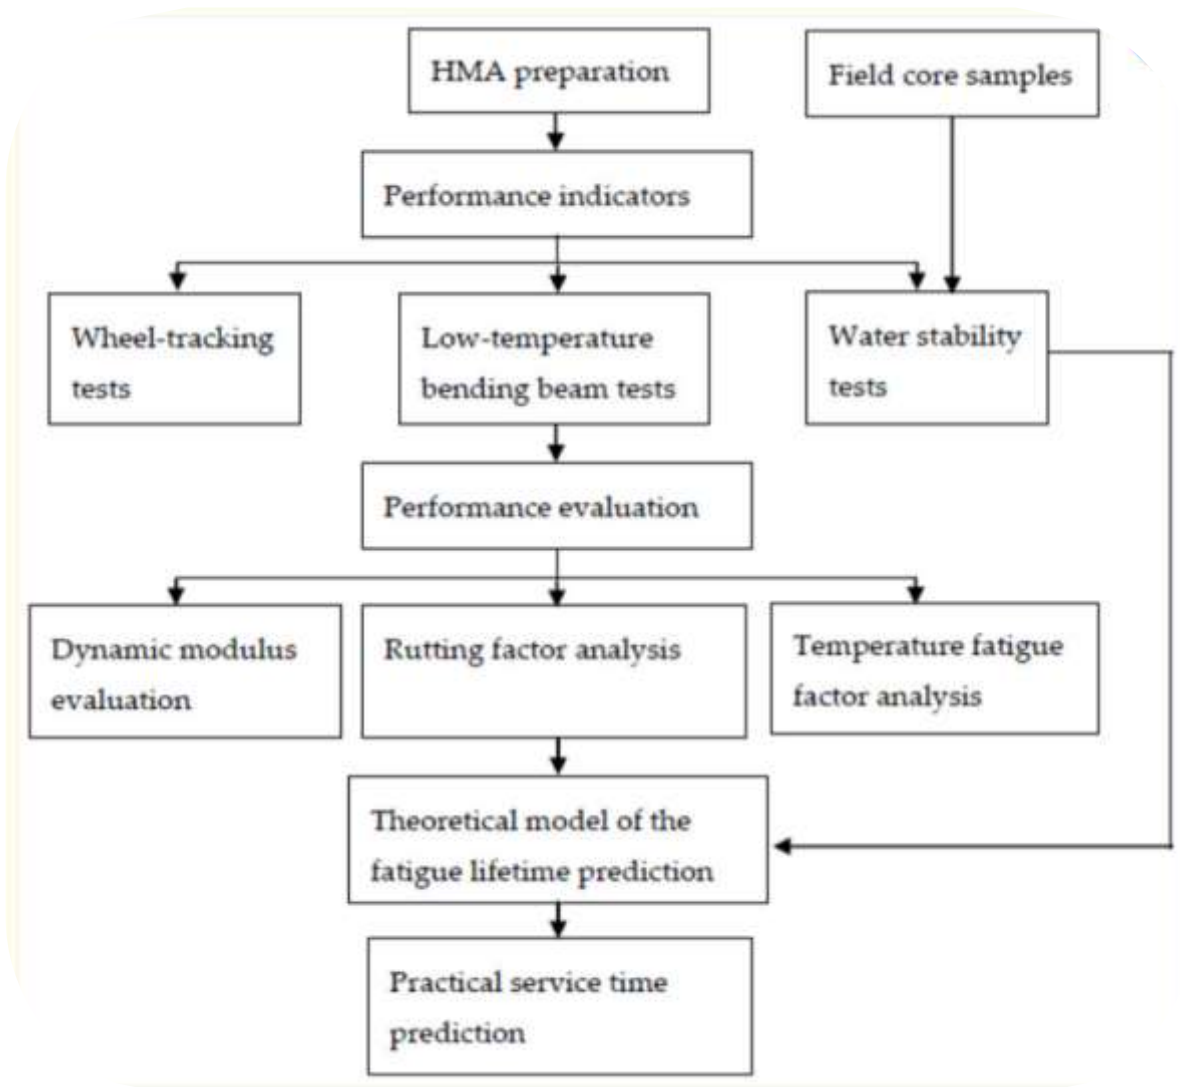 HMA preparation
Field core samples
Performance indicators
Wheel-tracking
tests
Low-temperature
bending beam tests
Water stability
tests
Performance evaluation
Dynamic modulus
evaluation
Rutting factor analysis
Temperature fatigue
factor analysis
Theoretical model of the
fatigue lifetime prediction
Practical service time
prediction